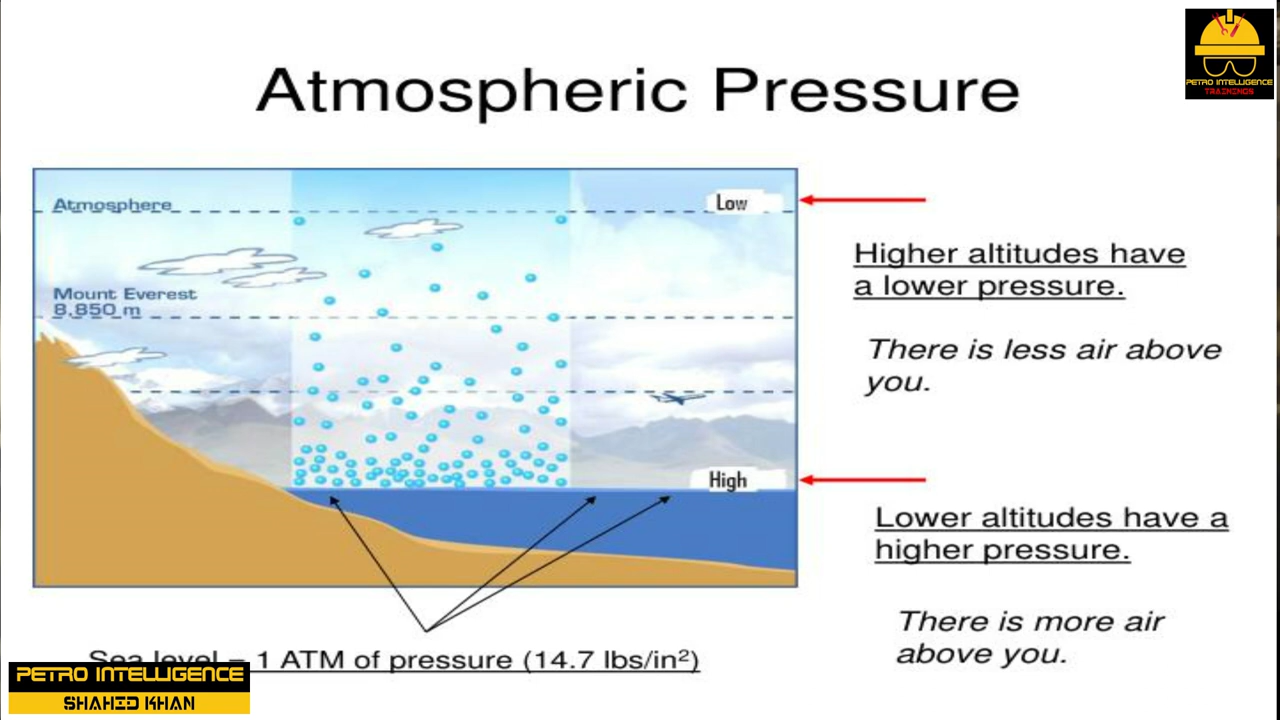 PETRO INTELLIGENCE
TRAININGS
Atmospheric Pressure
Atmosphere
Low
Mount Everest
8,850 m
High
Higher altitudes have
a lower pressure.
There is less air above
you.
Lower altitudes have a
higher pressure.
There is more air
above you.
Sea level = 1 ATM of pressure (14.7 lbs/in²)
PETRO INTELLIGENCE
SHAHID KHAN